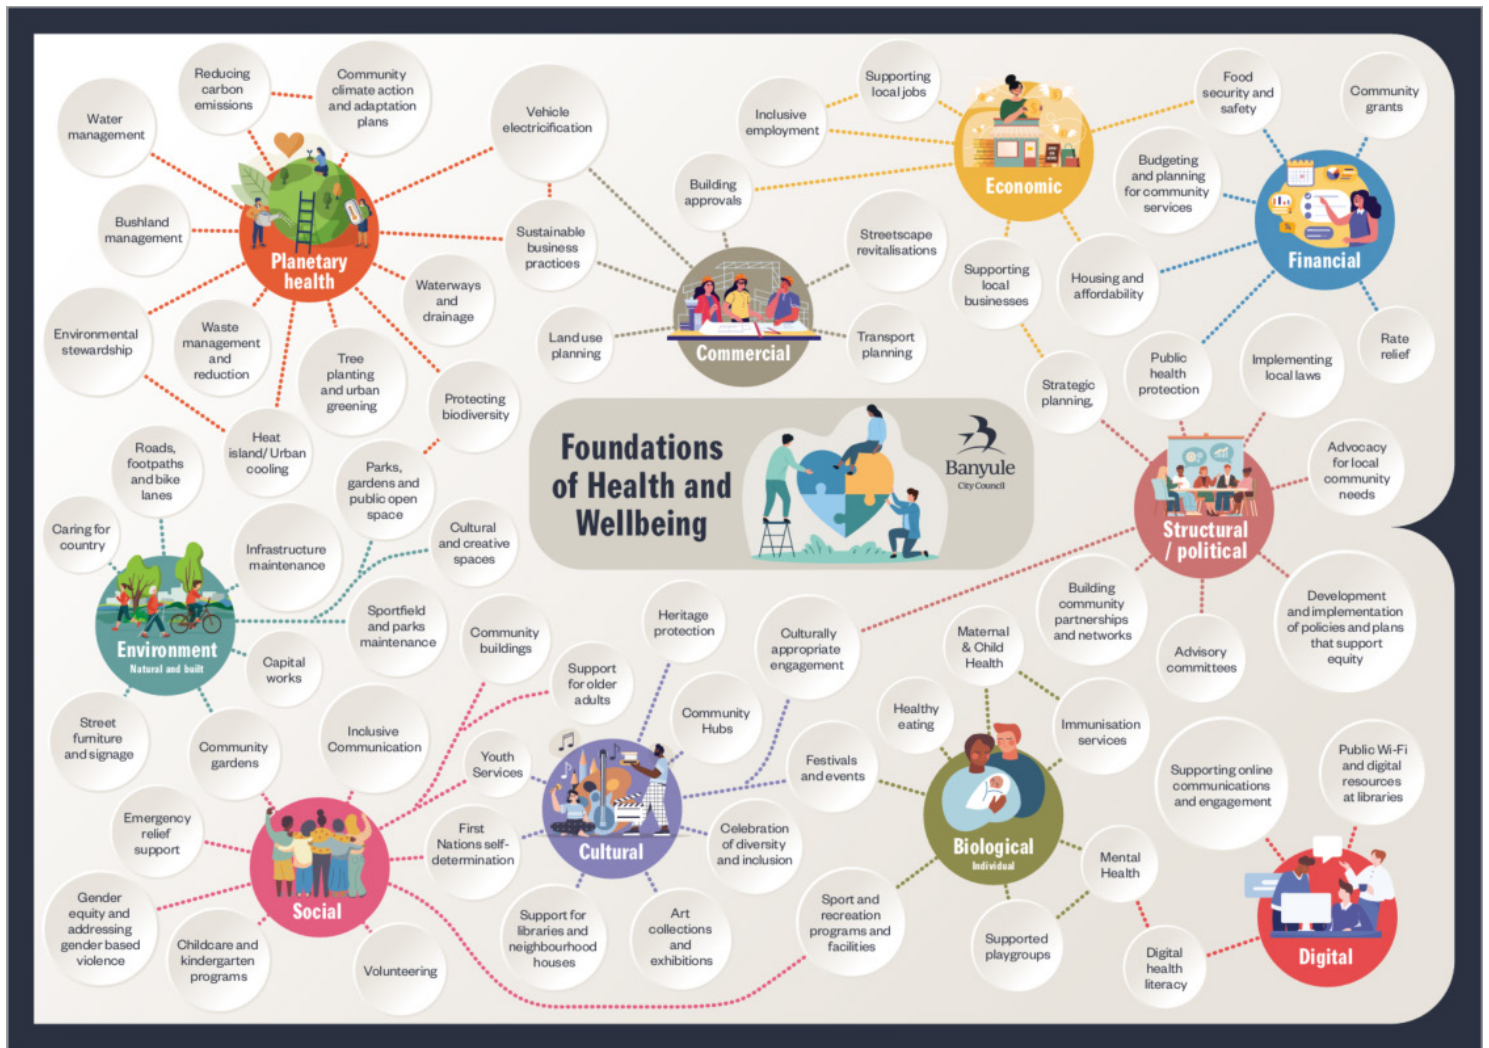 Reducing
carbon
emissions
Community
climate action
and adaptation
plans
Water
management
Vehicle
electricification
Bushland
management
Planetary
health
Sustainable
business
practices
Waterways
and
drainage
Environmental
stewardship
Waste
management
and
reduction
Tree
planting
and urban
greening
Protecting
biodiversity
Heat
island/ Urban
cooling
Supporting
local jobs
Inclusive
employment
Building
approvals
Economic
Streetscape
revitalisations
Supporting
local
businesses
Housing and
affordability
Land use
planning
Commercial
Transport
planning
Food
security and
safety
Community
grants
Budgeting
and planning
for community
services
Financial
Rate
relief
Public
health
protection
Implementing
local laws
Strategic
planning,
Foundations
of Health and
Wellbeing
Banyule
City Council
Advocacy
for local
community
needs
Structural
/ political
Building
community
partnerships
and networks
Advisory
committees
Development
and implementation
of policies and plans
that support
equity
Roads,
footpaths
and bike
lanes
Parks,
gardens and
public open
space
Caring for
country
Infrastructure
maintenance
Cultural
and creative
spaces
Environment
Natural and built
Sportfield
and parks
maintenance
Capital
works
Street
furniture
and signage
Community
gardens
Inclusive
Communication
Community
buildings
Support
for older
adults
Heritage
protection
Culturally
appropriate
engagement
Community
Hubs
Youth
Services
Festivals
and events
Emergency
relief
support
Social
First
Nations self-
determination
Cultural
Celebration
of diversity
and inclusion
Gender
equity and
addressing
gender based
violence
Childcare and
kindergarten
programs
Volunteering
Support for
libraries and
neighbourhood
houses
Art
collections
and
exhibitions
Sport and
recreation
programs and
facilities
Maternal
& Child
Health
Healthy
eating
Immunisation
services
Biological
Individual
Mental
Health
Supported
playgroups
Digital
health
literacy
Supporting online
communications
and engagement
Public Wi-Fi
and digital
resources
at libraries
Digital